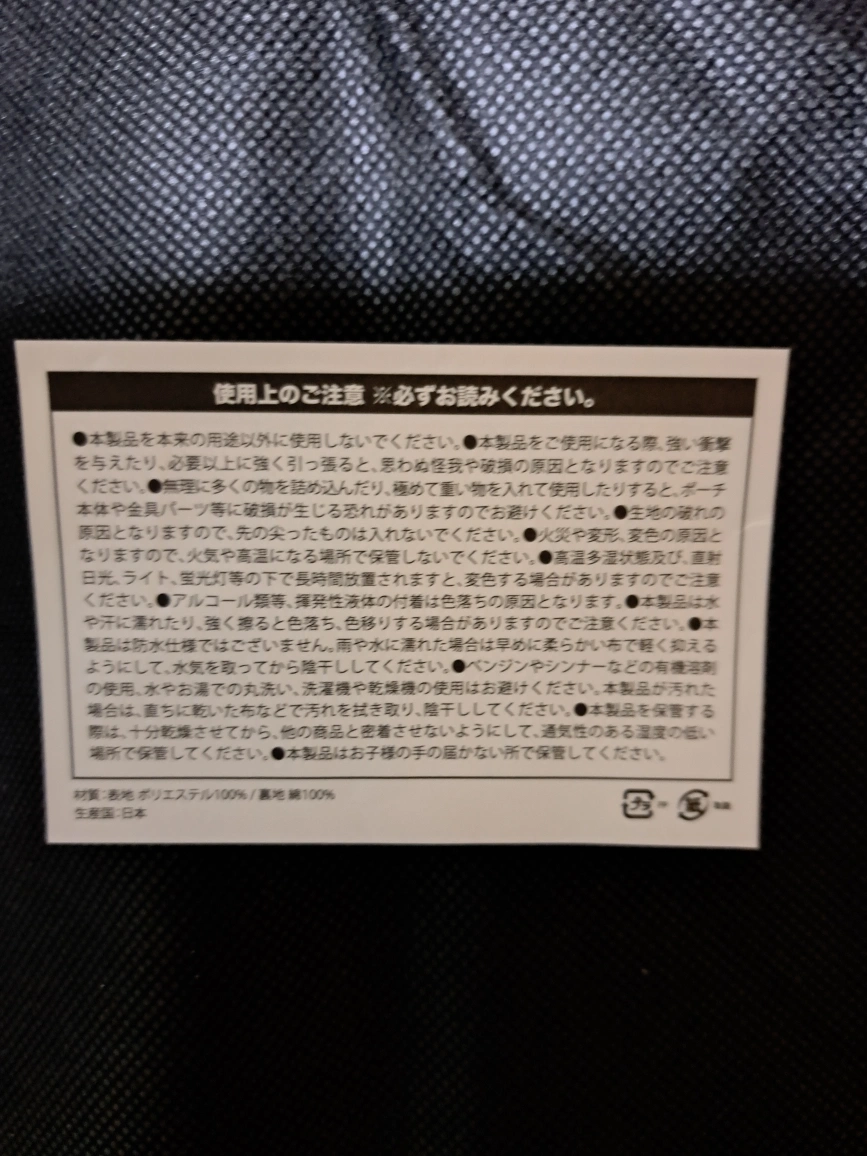 使用上のご注意 ※必ずお読みください。
●本製品を本来の用途以外に使用しないでください。●本製品をご使用になる際、強い衝撃
を与えたり、必要以上に強く引っ張ると、思わぬ怪我や破損の原因となりますのでご注意
ください。●無理に多くの物を詰め込んだり、極めて重い物を入れて使用したりすると、ポーチ
本体や金具パーツ等に破損が生じる恐れがありますのでお避けください。●生地の破れの
原因となりますので、先の尖ったものは入れないでください。●火災や変形、変色の原因と
なりますので、火気や高温になる場所で保管しないでください。●高温多湿状態及び、直射
日光、ライト、蛍光灯等の下で長時間放置されますと、変色する場合がありますのでご注意
ください。●アルコール類等、揮発性液体の付着は色落ちの原因となります。●本製品は水
や汗に濡れたり、強く擦ると色落ち、色移りする場合がありますのでご注意ください。●本
製品は防水仕様ではございません。雨や水に濡れた場合は早めに柔らかい布で軽く抑える
ようにして、水気を取ってから陰干ししてください。●ベンジンやシンナーなどの有機溶剤
の使用、水やお湯での丸洗い、洗濯機や乾燥機の使用はお避けください。本製品が汚れた
場合は、直ちに乾いた布などで汚れを拭き取り、陰干ししてください。●本製品を保管する
際は、十分乾燥させてから、他の商品と密着させないようにして、通気性のある湿度の低い
場所で保管してください。●本製品はお子様の手の届かない所で保管してください。
材質：表地 ポリエステル100% / 裏地 綿100%
生産国：日本
プラ 紙